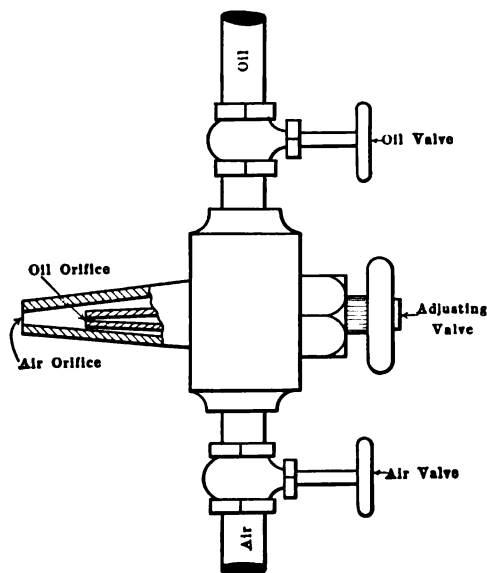 Oil
Oil Valve
Oil Orifice
Adjusting
Valve
Air Orifice
Air Valve
Air